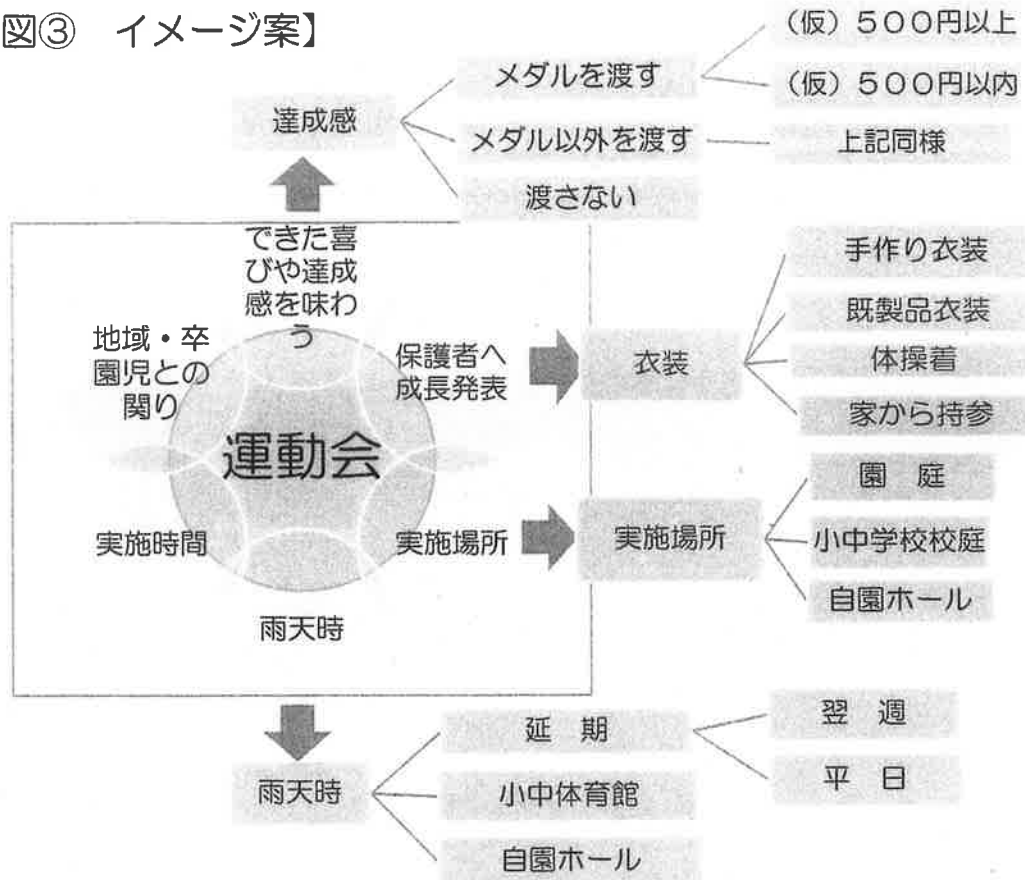 図③ イメージ案】
(仮)500円以上
メダルを渡す
(仮)500円以内
達成感
メダル以外を渡す
上記同様
渡さない
できた喜
びや達成
感を味わ
う
手作り衣装
既製品衣装
地域・卒
園児との
関り
保護者へ
成長発表
衣装
体操着
家から持参
運動会
園 庭
実施時間
実施場所
実施場所
小中学校校庭
自園ホール
雨天時
延 期
翌 週
平 日
雨天時
小中体育館
自園ホール